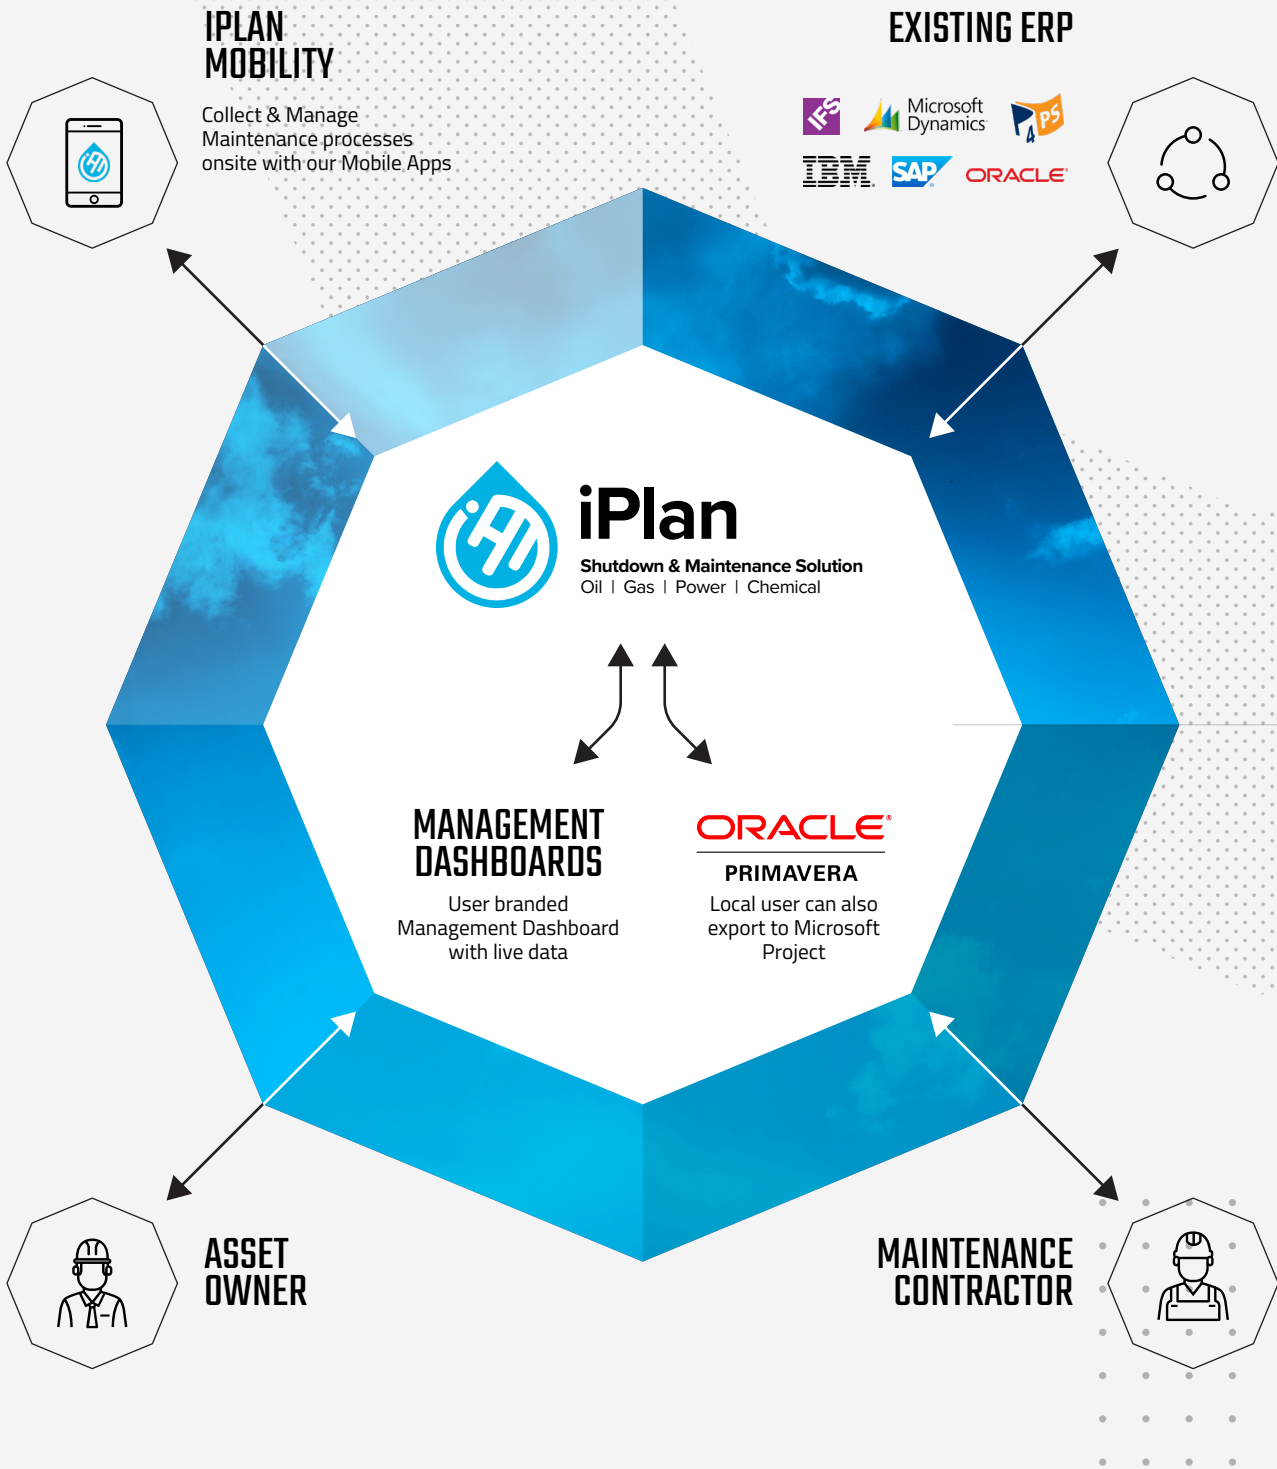 IPLAN
MOBILITY
Collect & Manage
Maintenance processes
onsite with our Mobile Apps
EXISTING ERP
IFS
Microsoft
Dynamics
4PS
IBM
SAP
ORACLE
iPlan
Shutdown & Maintenance Solution
Oil | Gas | Power | Chemical
MANAGEMENT
DASHBOARDS
User branded
Management Dashboard
with live data
ORACLE
PRIMAVERA
Local user can also
export to Microsoft
Project
ASSET
OWNER
MAINTENANCE
CONTRACTOR